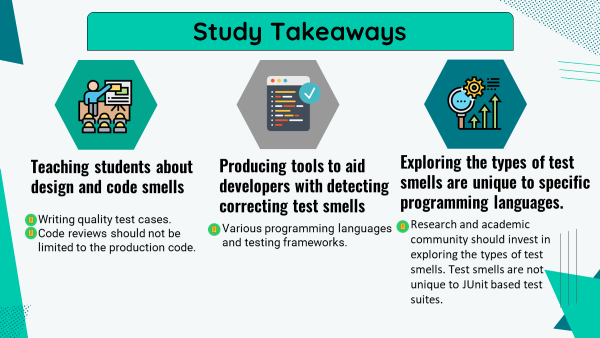 Study Takeaways
Teaching students about
design and code smells
Writing quality test cases.
Code reviews should not be
limited to the production code.
Producing tools to aid
developers with detecting
correcting test smells
Various programming languages
and testing frameworks.
Exploring the types of test
smells are unique to specific
programming languages.
Research and academic
community should invest in
exploring the types of test
smells. Test smells are not
unique to JUnit based test
suites.